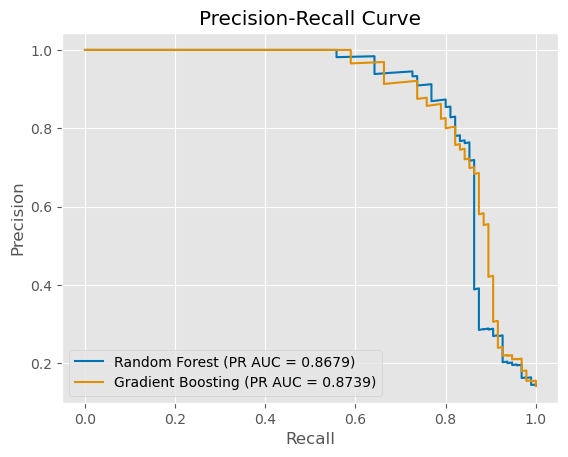 Precision-Recall Curve
1.0
0.8
0.6
0.4
0.2
Precision
Random Forest (PR AUC = 0.8679)
Gradient Boosting (PR AUC = 0.8739)
0.0 0.2 0.4 0.6 0.8 1.0
Recall